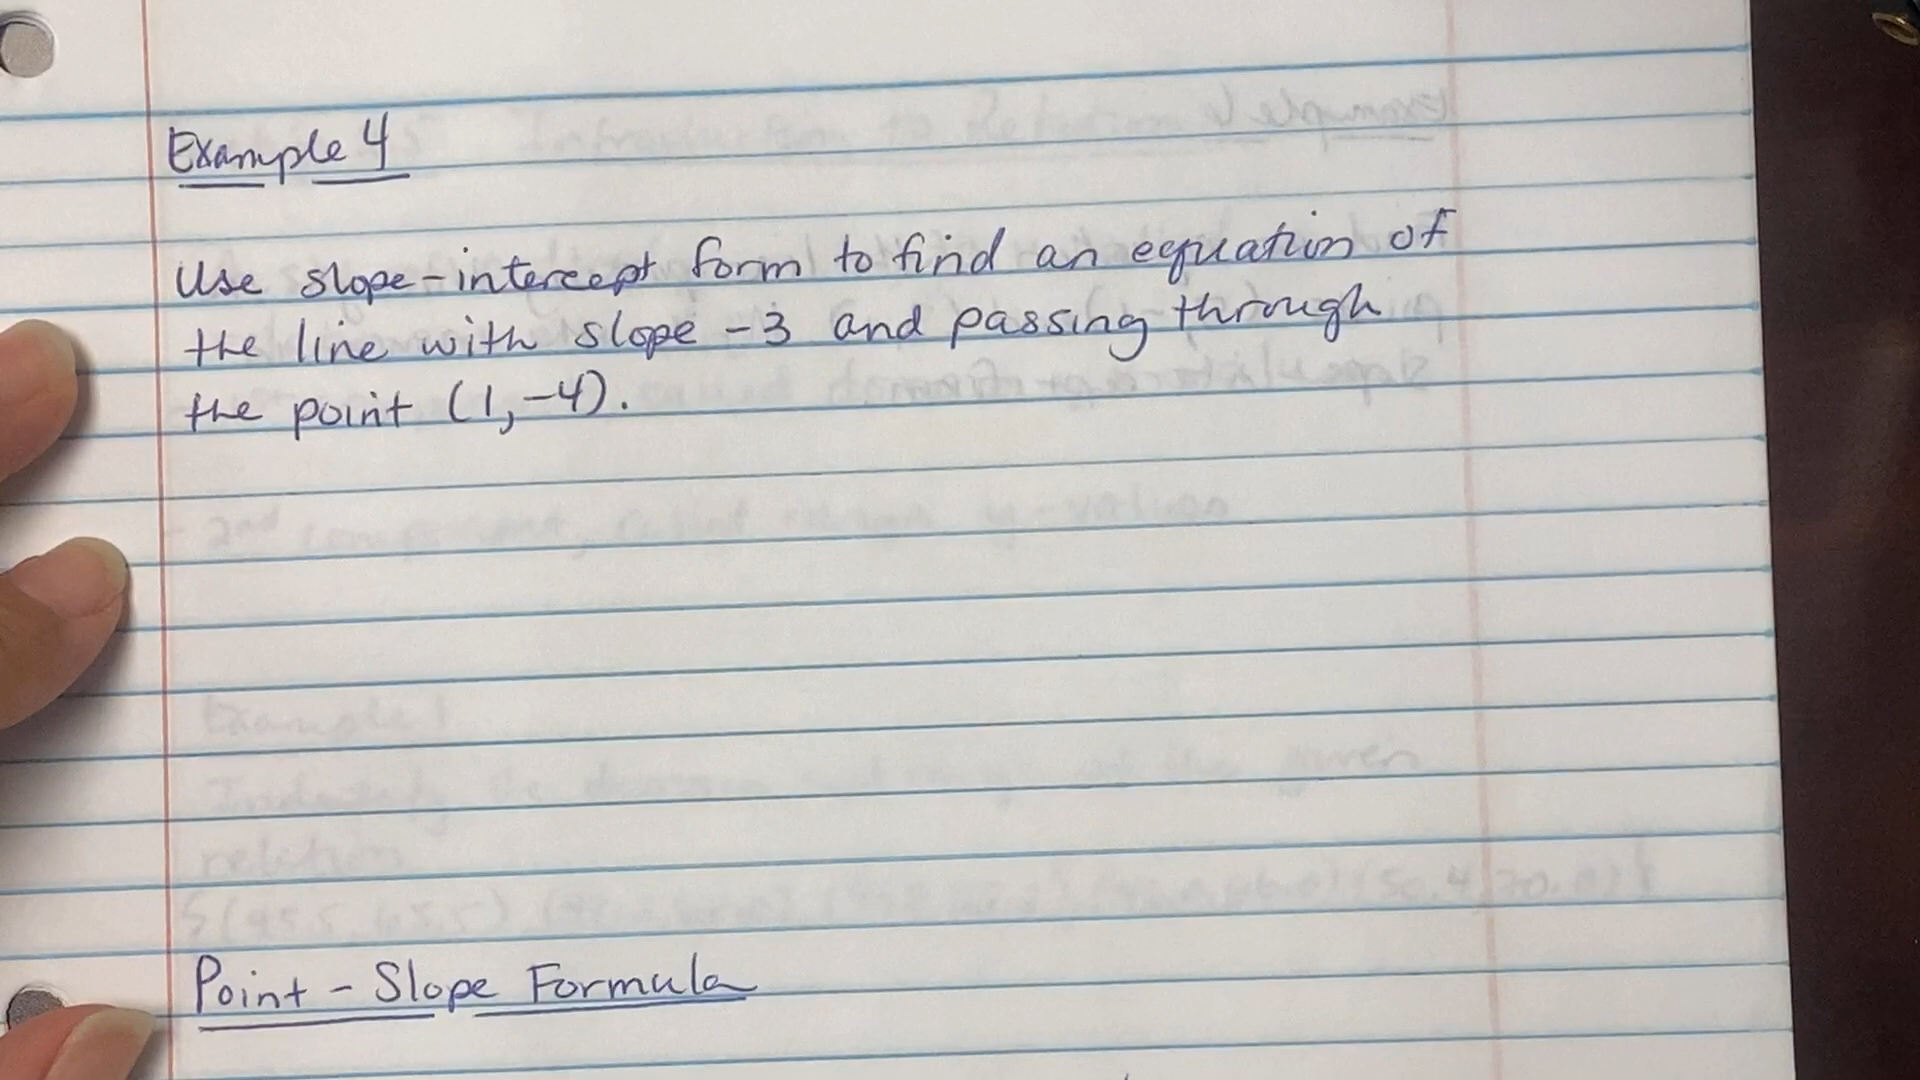 Example 4
Use slope-intercept form to find an equation of
the line with slope -3 and passing through
the point (1,-4).
Point - Slope Formula